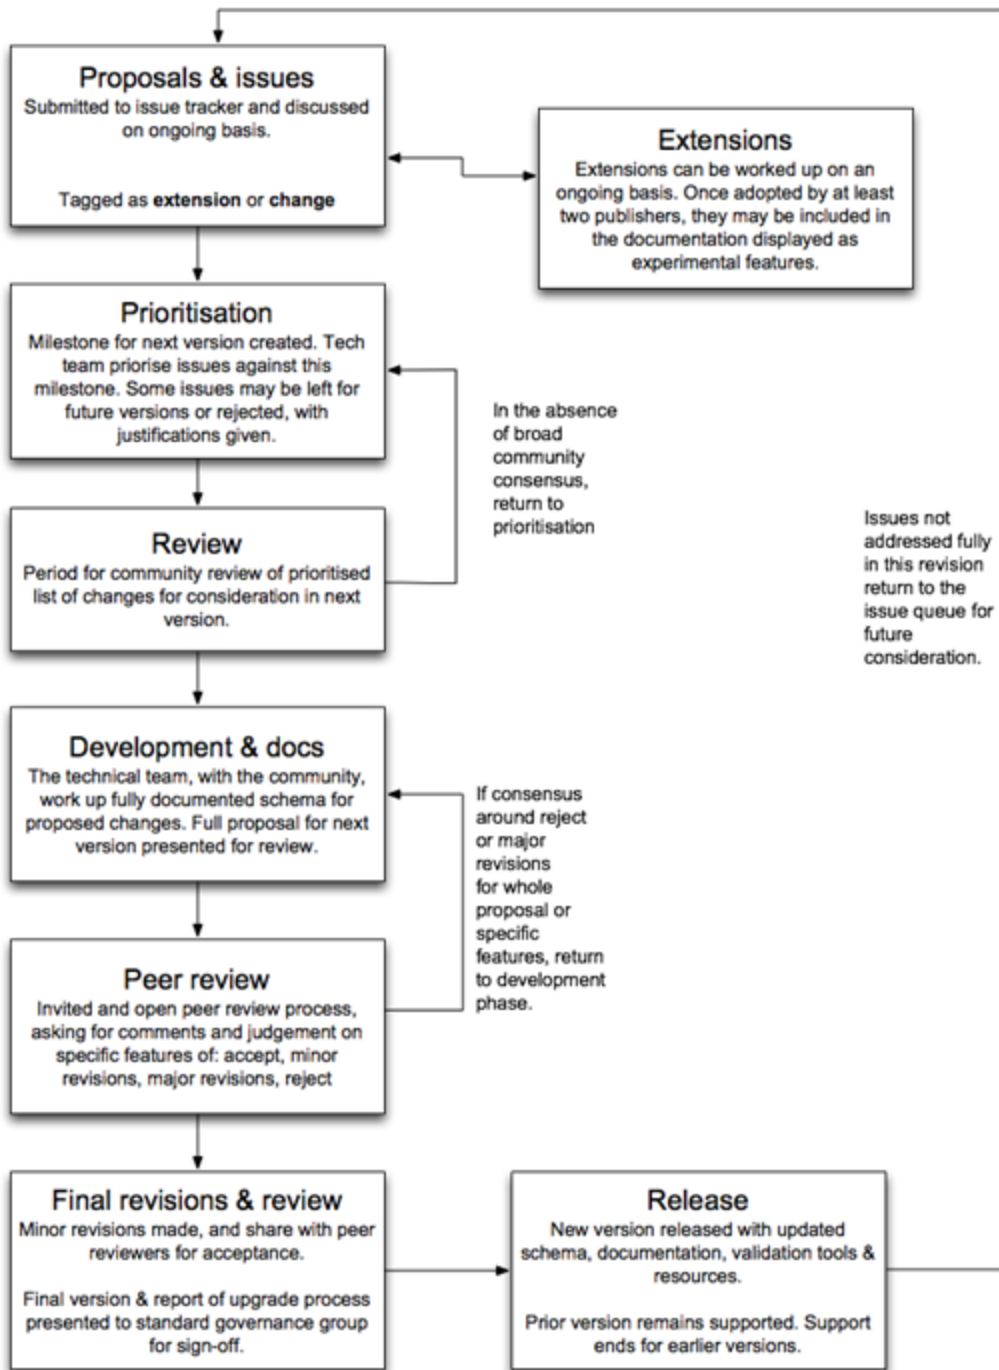 Proposals & issues
Submitted to issue tracker and discussed
on ongoing basis.
Tagged as extension or change
Extensions
Extensions can be worked up on an
ongoing basis. Once adopted by at least
two publishers, they may be included in
the documentation displayed as
experimental features.
Prioritisation
Milestone for next version created. Tech
team priorise issues against this
milestone. Some issues may be left for
future versions or rejected, with
justifications given.
In the absence
of broad
community
consensus,
return to
prioritisation
Review
Period for community review of prioritised
list of changes for consideration in next
version.
Issues not
addressed fully
in this revision
return to the
issue queue for
future
consideration.
Development & docs
The technical team, with the community,
work up fully documented schema for
proposed changes. Full proposal for next
version presented for review.
If consensus
around reject
or major
revisions
for whole
proposal or
specific
features, return
to development
phase.
Peer review
Invited and open peer review process,
asking for comments and judgement on
specific features of: accept, minor
revisions, major revisions, reject
Final revisions & review
Minor revisions made, and share with peer
reviewers for acceptance.
Final version & report of upgrade process
presented to standard governance group
for sign-off.
Release
New version released with updated
schema, documentation, validation tools &
resources.
Prior version remains supported. Support
ends for earlier versions.